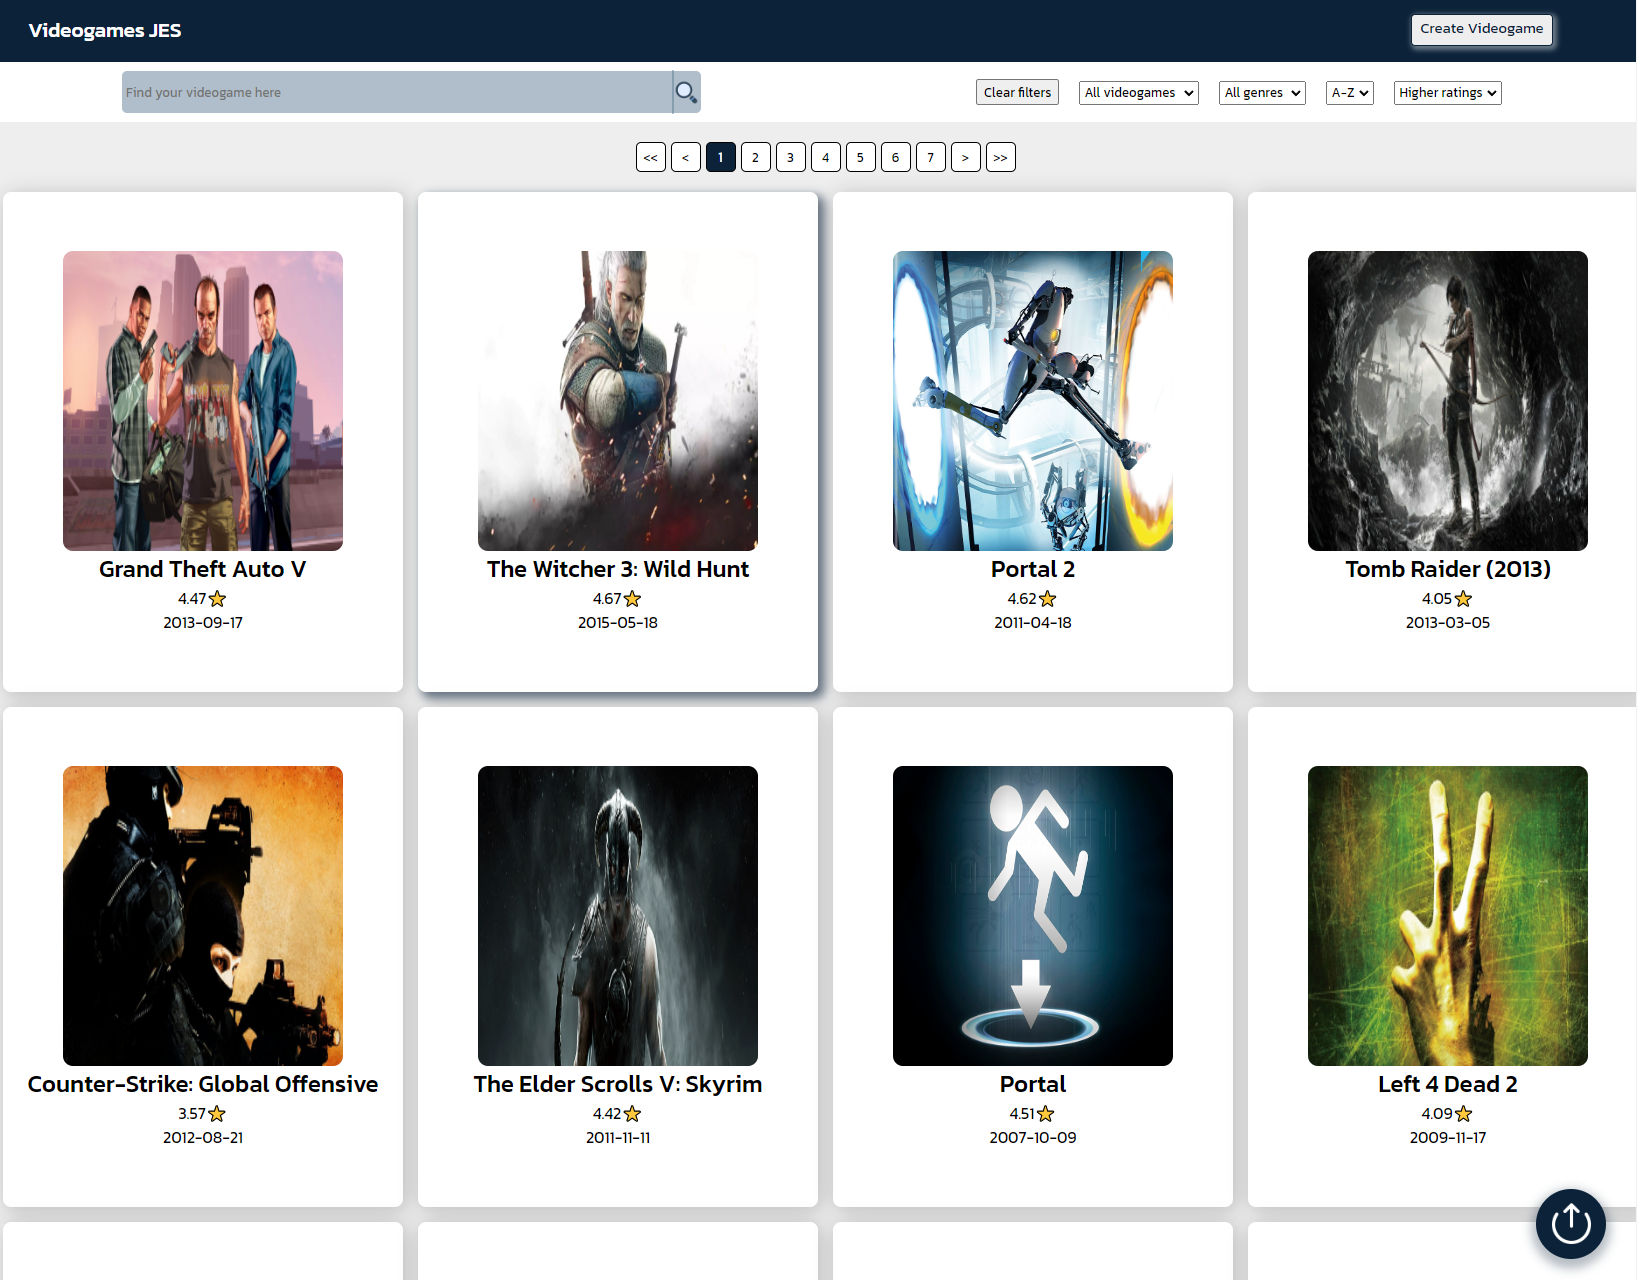 Videogames JES
Create Videogame
Find your videogame here
Clear filters
All videogames
All genres
A-Z
Higher ratings
<< < 1 2 3 4 5 6 7 > >>
Grand Theft Auto V
4.47
2013-09-17
The Witcher 3: Wild Hunt
4.67
2015-05-18
Portal 2
4.62
2011-04-18
Tomb Raider (2013)
4.05
2013-03-05
Counter-Strike: Global Offensive
3.57
2012-08-21
The Elder Scrolls V: Skyrim
4.42
2011-11-11
Portal
4.51
2007-10-09
Left 4 Dead 2
4.09
2009-11-17